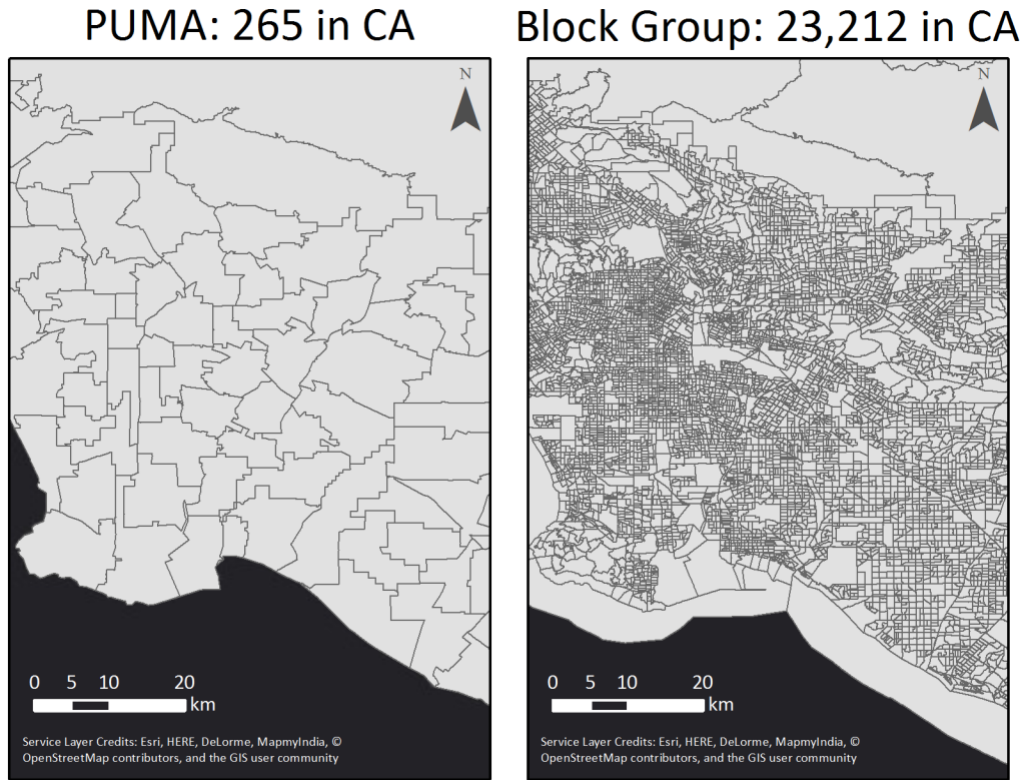 PUMA: 265 in CA
N
0 5 10 20
km
Service Layer Credits: Esri, HERE, DeLorme, MapmyIndia, ©
OpenStreetMap contributors, and the GIS user community
Block Group: 23,212 in CA
N
0 5 10 20
km
Service Layer Credits: Esri, HERE, DeLorme, MapmyIndia, ©
OpenStreetMap contributors, and the GIS user community